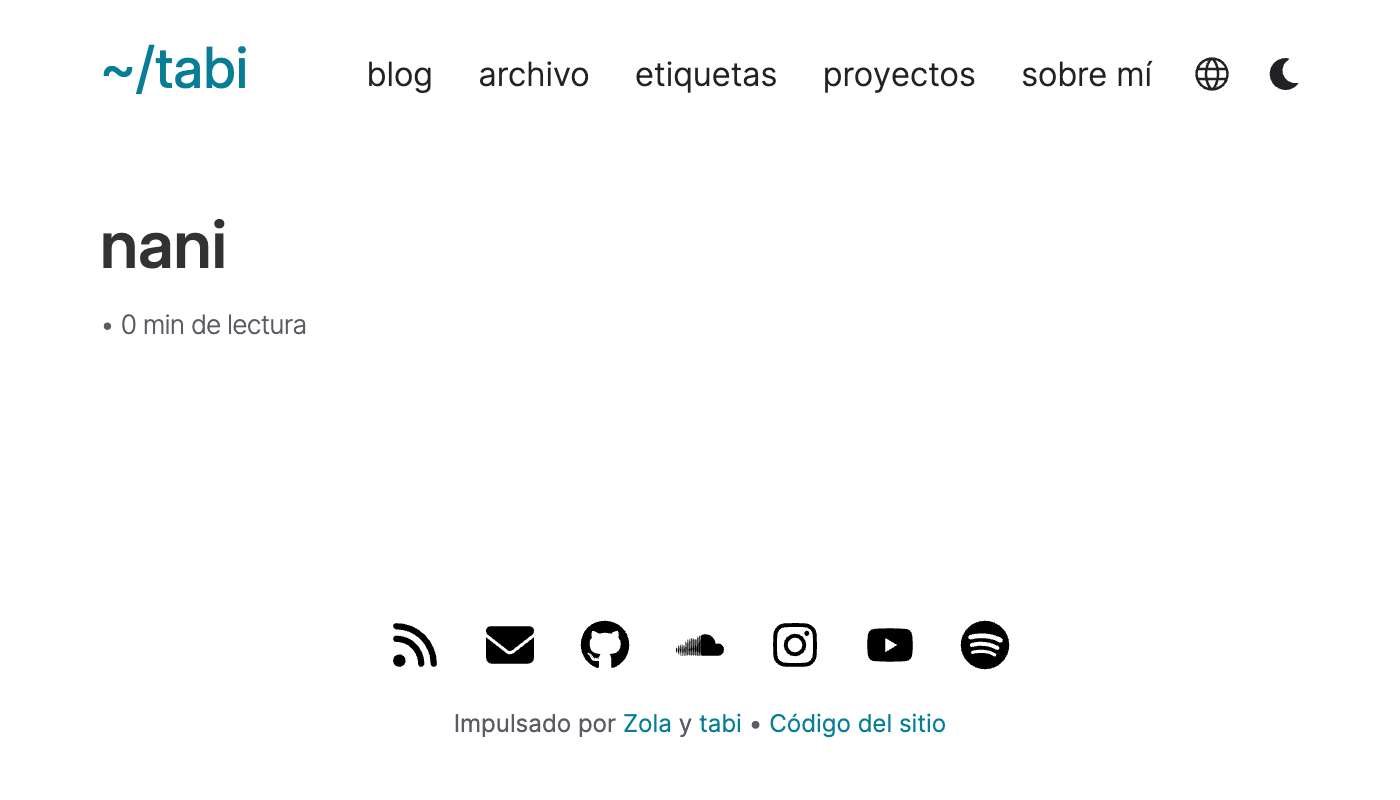 ~/tabi
blog archivo etiquetas proyectos sobre mí
nani
• 0 min de lectura
Impulsado por Zola y tabi • Código del sitio